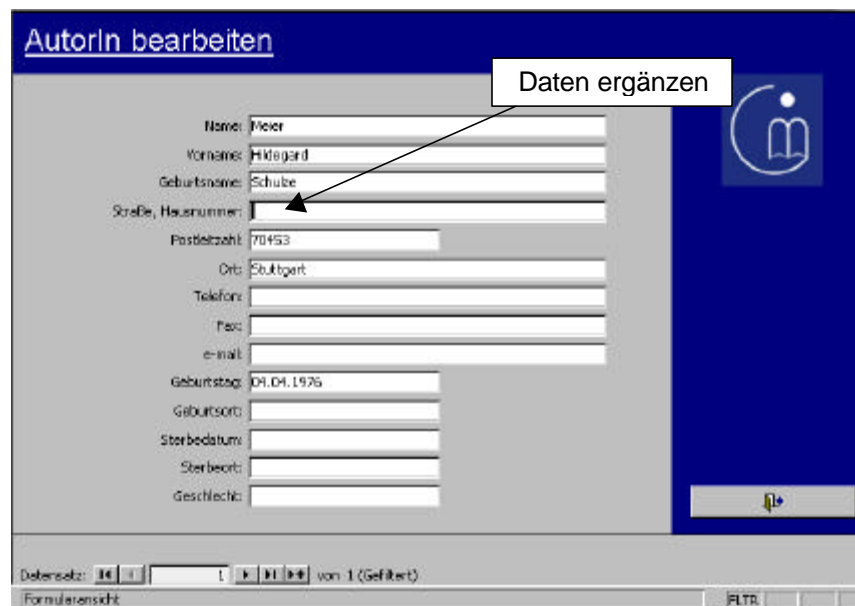 AutorIn bearbeiten
Daten ergänzen
Name: Meier
Vorname: Hildegard
Geburtsname: Schulze
Straße, Hausnummer:
Postleitzahl: 70453
Ort: Stuttgart
Telefon:
Fax:
e-mail:
Geburtstag: 04.04.1976
Geburtsort:
Sterbedatum:
Sterbeort:
Geschlecht:
Datensatz: 1 von 1 (Gefiltert)
Formularansicht FLTR